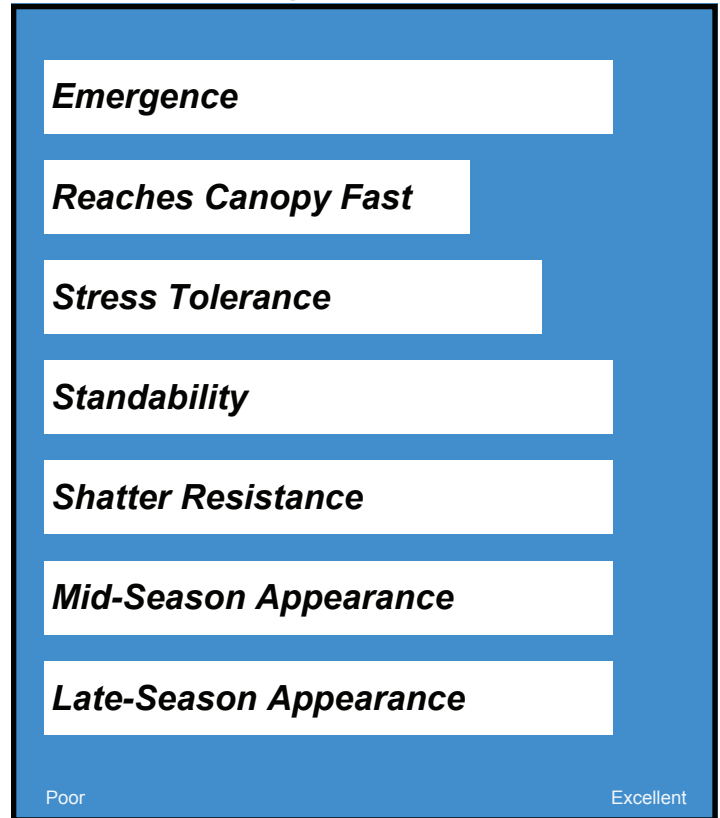 Emergence
Reaches Canopy Fast
Stress Tolerance
Standability
Shatter Resistance
Mid-Season Appearance
Late-Season Appearance
Poor Excellent